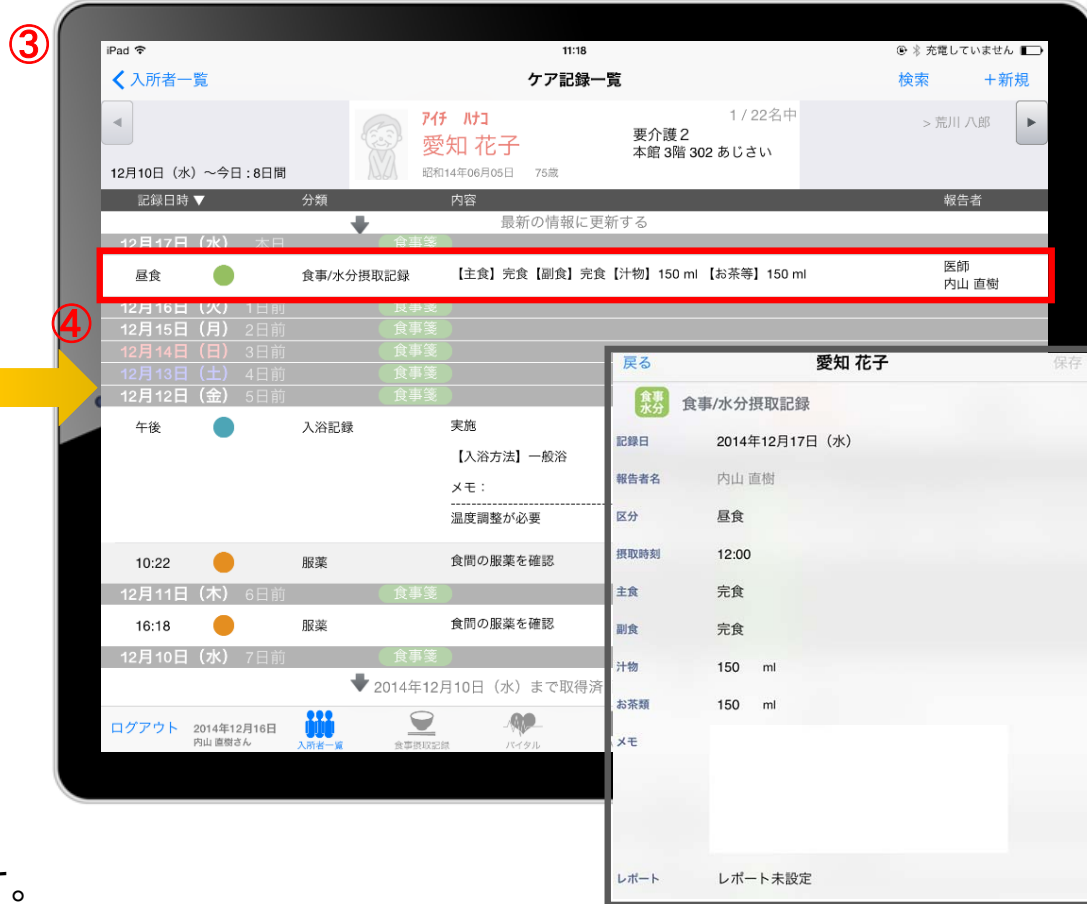 ③
iPad 11:18 充電していません
入所者一覧 ケア記録一覧 検索 +新規
アイチ ハナコ 1 / 22名中
愛知 花子 要介護2 > 荒川 八郎
本館 3階 302 あじさい
12月10日（水）～今日 : 8日間 昭和14年06月05日 75歳
記録日時 ▼ 分類 内容 報告者
最新の情報に更新する
12月17日（水） 本日 食事箋
昼食 食事/水分摂取記録 【主食】完食【副食】完食【汁物】150 ml 【お茶等】150 ml 医師
内山 直樹
12月16日（火） 1日前 食事箋
④
12月15日（月） 2日前 食事箋
12月14日（日） 3日前 食事箋
12月13日（土） 4日前 食事箋
12月12日（金） 5日前 食事箋
午後 入浴記録 実施
【入浴方法】一般浴
メモ：
温度調整が必要
10:22 服薬 食間の服薬を確認
12月11日（木） 6日前 食事箋
16:18 服薬 食間の服薬を確認
12月10日（水） 7日前 食事箋
2014年12月10日（水）まで取得済
ログアウト 2014年12月16日
内山 直樹さん 入所者一覧 食事摂取記録 バイタル
戻る 愛知 花子 保存
食事
水分 食事/水分摂取記録
記録日 2014年12月17日（水）
報告者名 内山 直樹
区分 昼食
摂取時刻 12:00
主食 完食
副食 完食
汁物 150 ml
お茶類 150 ml
メモ
レポート レポート未設定
。